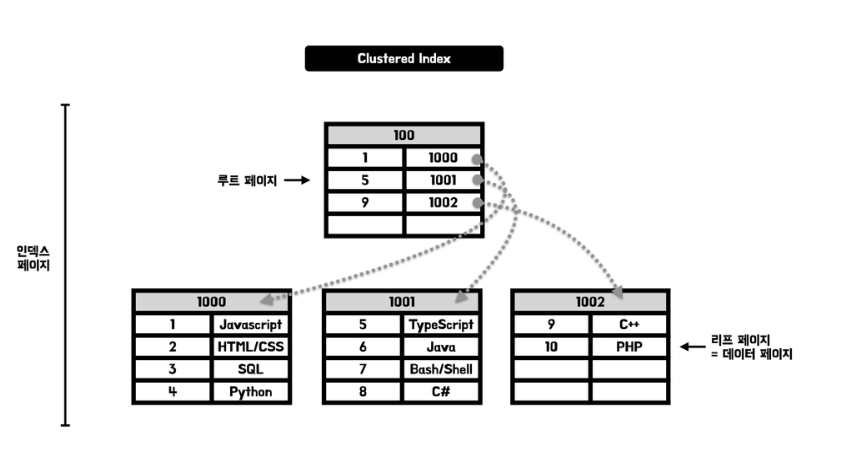 Clustered Index
100
1 1000
루트 페이지
5 1001
9 1002
인덱스
페이지
1000
1 Javascript
2 HTML/CSS
3 SQL
4 Python
1001
5 TypeScript
6 Java
7 Bash/Shell
8 C#
1002
9 C++
10 PHP
리프 페이지
= 데이터 페이지